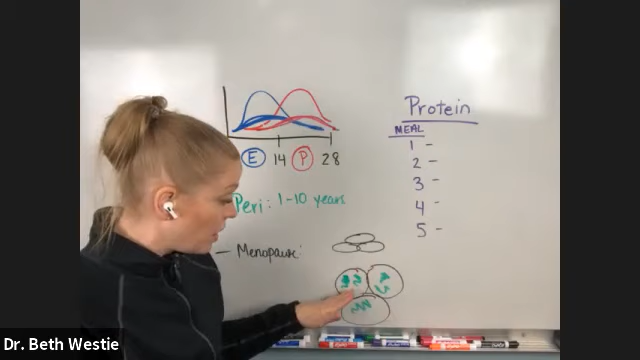 E 14 P 28
Peri: 1-10 years
— Menopause:
Protein
MEAL
1 -
2 -
3 -
4 -
5 -
Dr. Beth Westie